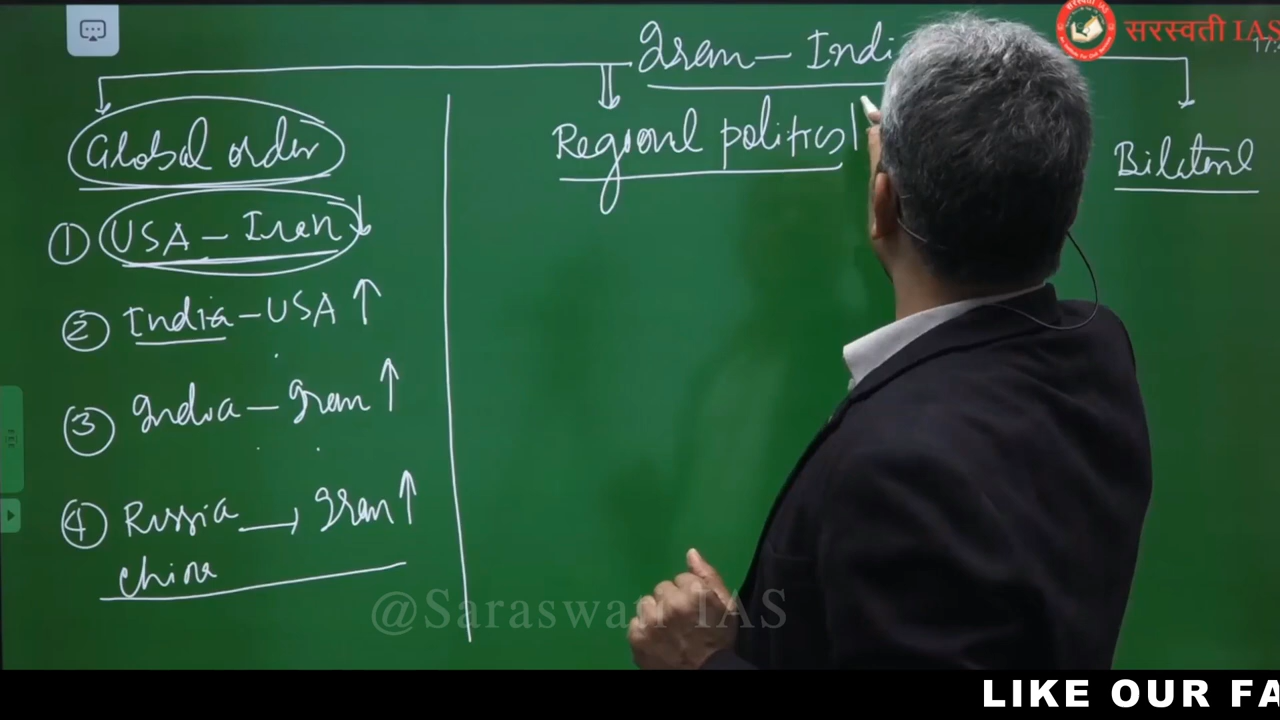 सरस्वती IAS
17:
Iran – Indi
Global order
Regional politics
Bilateral
① USA – Iran ↓
② India – USA ↑
③ India – Iran ↑
④ Russia → Iran ↑
China
@Saraswati IAS
LIKE OUR FA